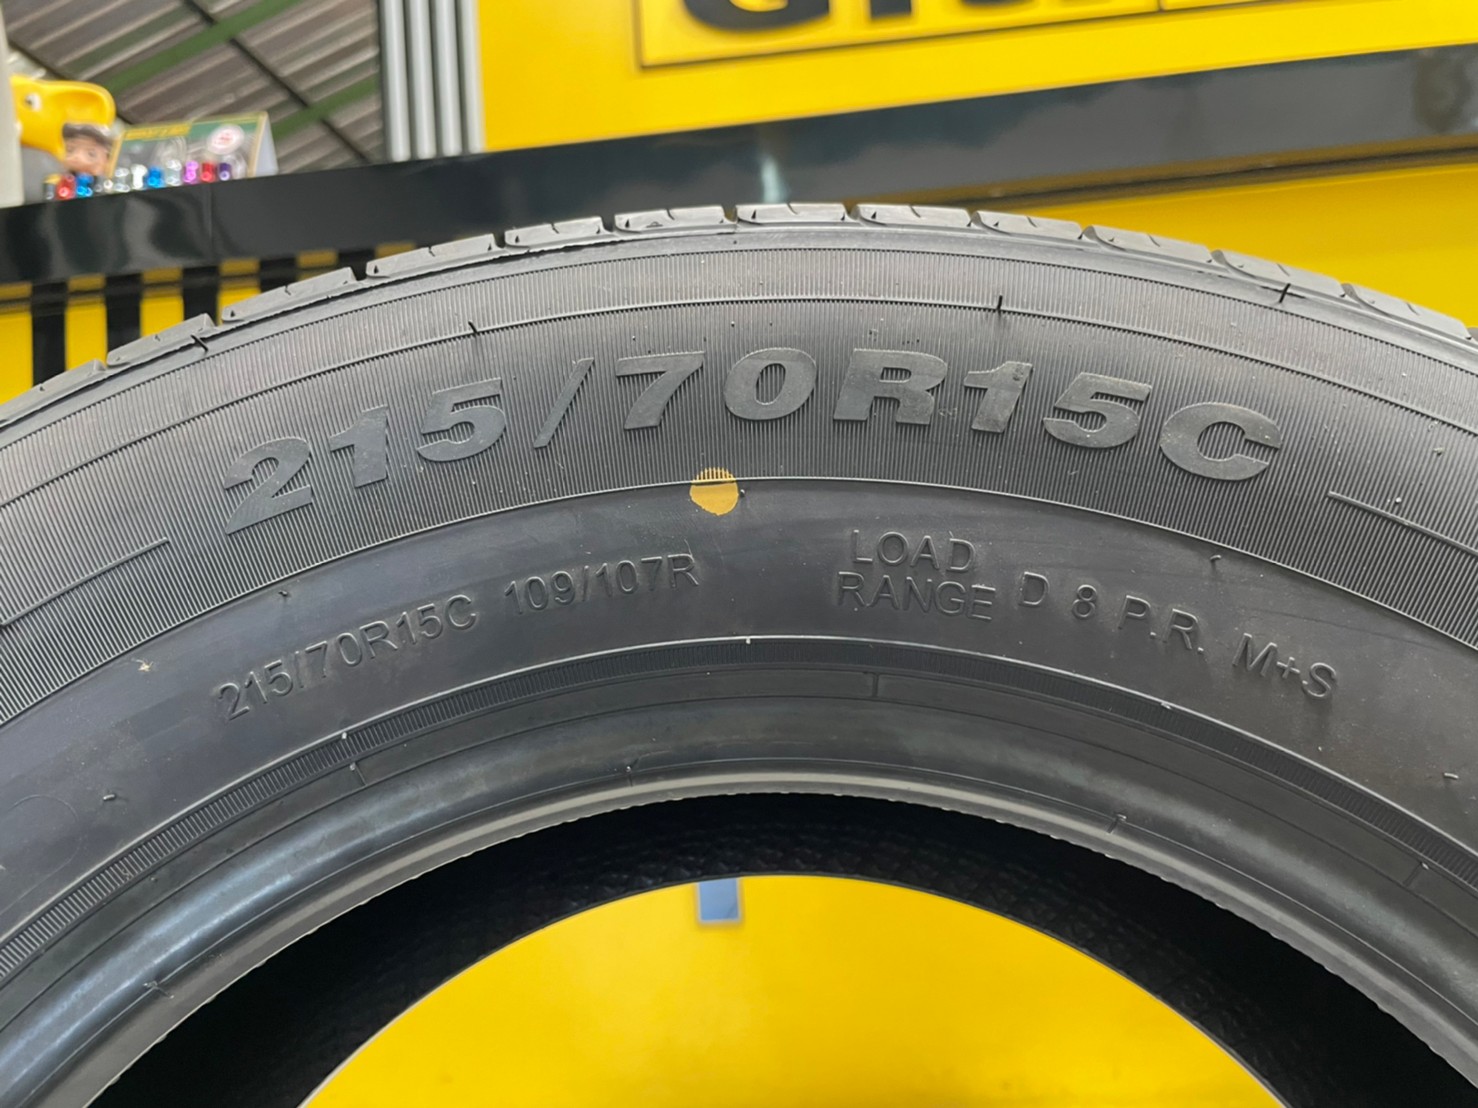 215/70R15C
215/70R15C 109/107R
LOAD
RANGE D 8 P.R. M+S